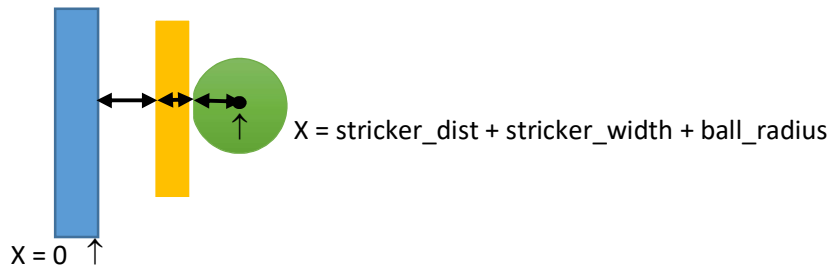 X = stricker_dist + stricker_width + ball_radius
X = 0